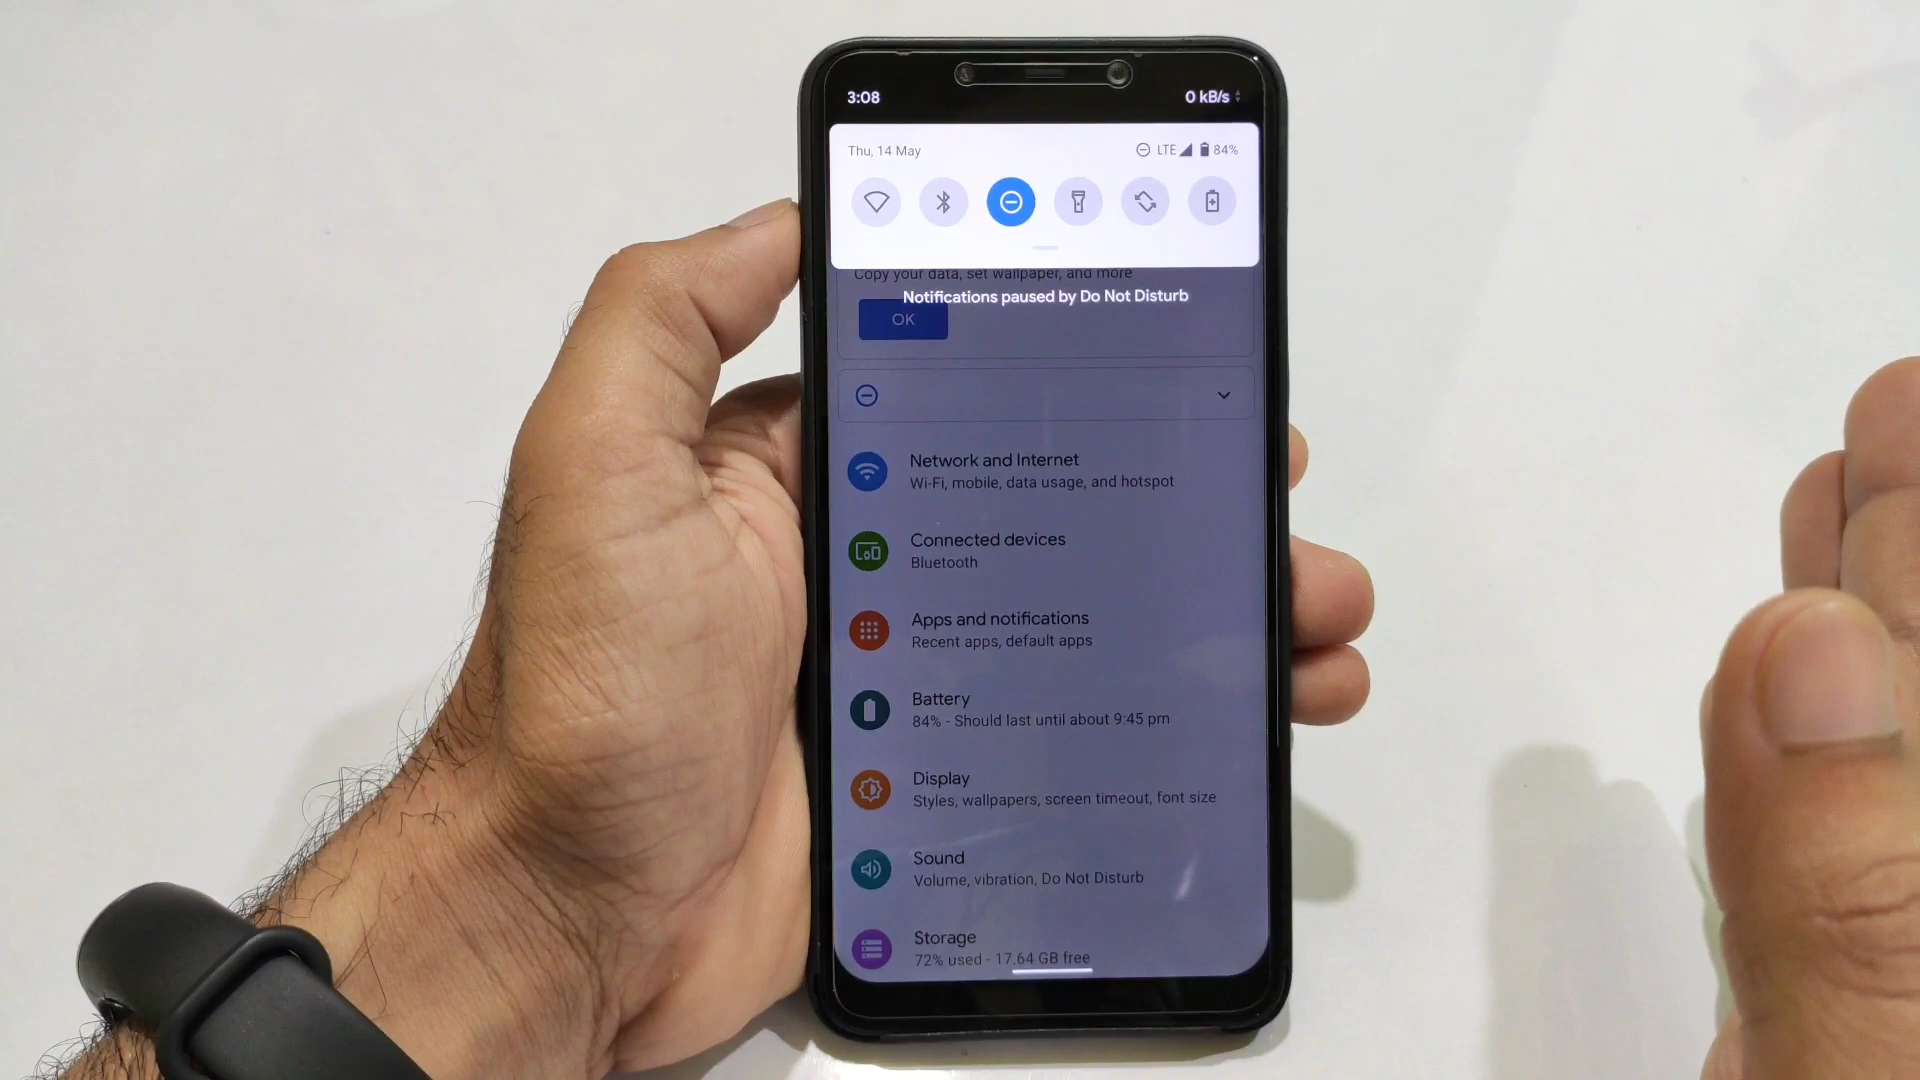 3:08
0 kB/s
Thu, 14 May
LTE 84%
Copy your data, set wallpaper, and more
Notifications paused by Do Not Disturb
OK
Network and Internet
Wi-Fi, mobile, data usage, and hotspot
Connected devices
Bluetooth
Apps and notifications
Recent apps, default apps
Battery
84% - Should last until about 9:45 pm
Display
Styles, wallpapers, screen timeout, font size
Sound
Volume, vibration, Do Not Disturb
Storage
72% used - 17.64 GB free